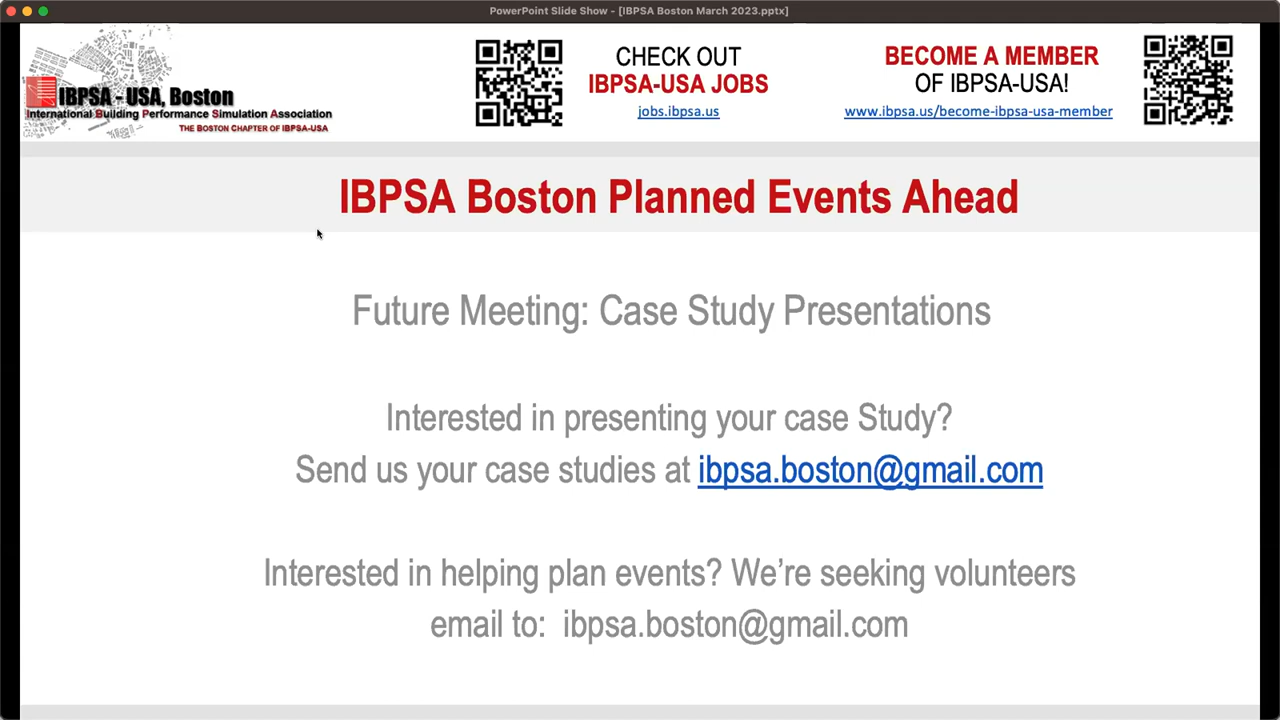 PowerPoint Slide Show - [IBPSA Boston March 2023.pptx]
IBPSA - USA, Boston
International Building Performance Simulation Association
THE BOSTON CHAPTER OF IBPSA-USA
CHECK OUT
IBPSA-USA JOBS
jobs.ibpsa.us
BECOME A MEMBER
OF IBPSA-USA!
www.ibpsa.us/become-ibpsa-usa-member
IBPSA Boston Planned Events Ahead
Future Meeting: Case Study Presentations
Interested in presenting your case Study?
Send us your case studies at ibpsa.boston@gmail.com
Interested in helping plan events? We're seeking volunteers
email to: ibpsa.boston@gmail.com